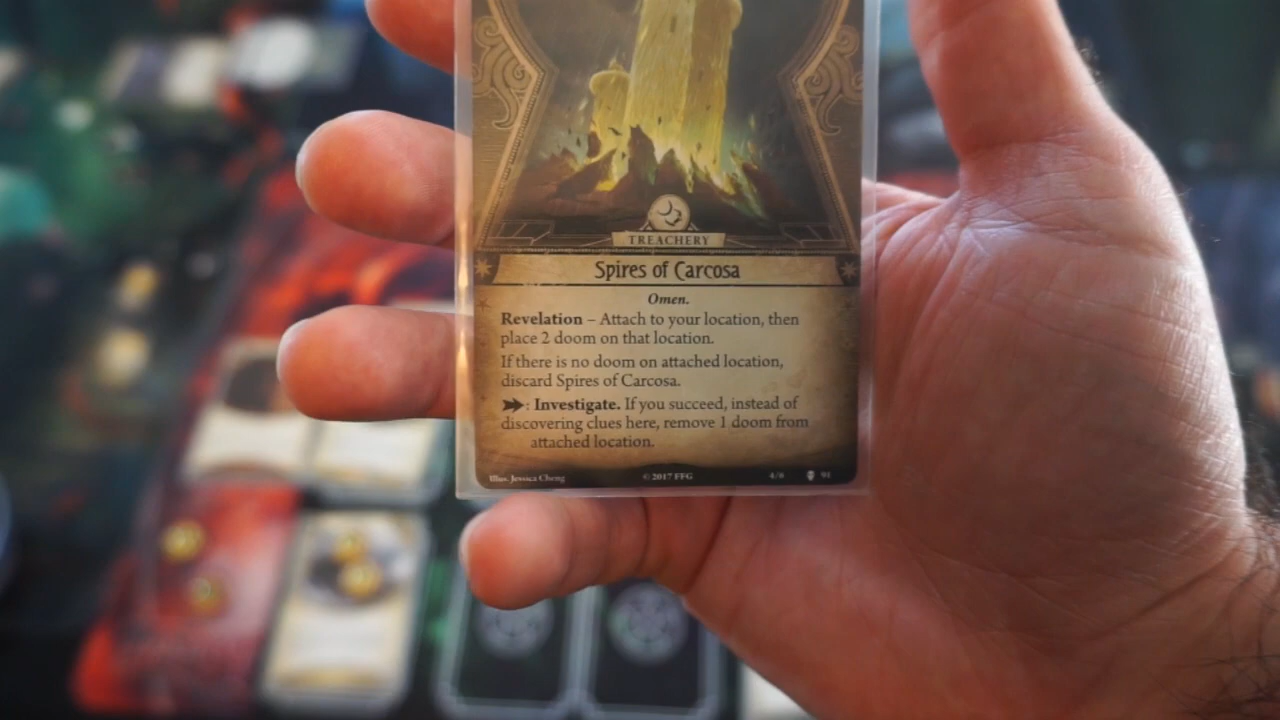 TREACHERY
Spires of Carcosa
Omen.
Revelation – Attach to your location, then
place 2 doom on that location.
If there is no doom on attached location,
discard Spires of Carcosa.
: Investigate. If you succeed, instead of
discovering clues here, remove 1 doom from
attached location.
Illus. Jessica Cheng © 2017 FFG 4/6 91